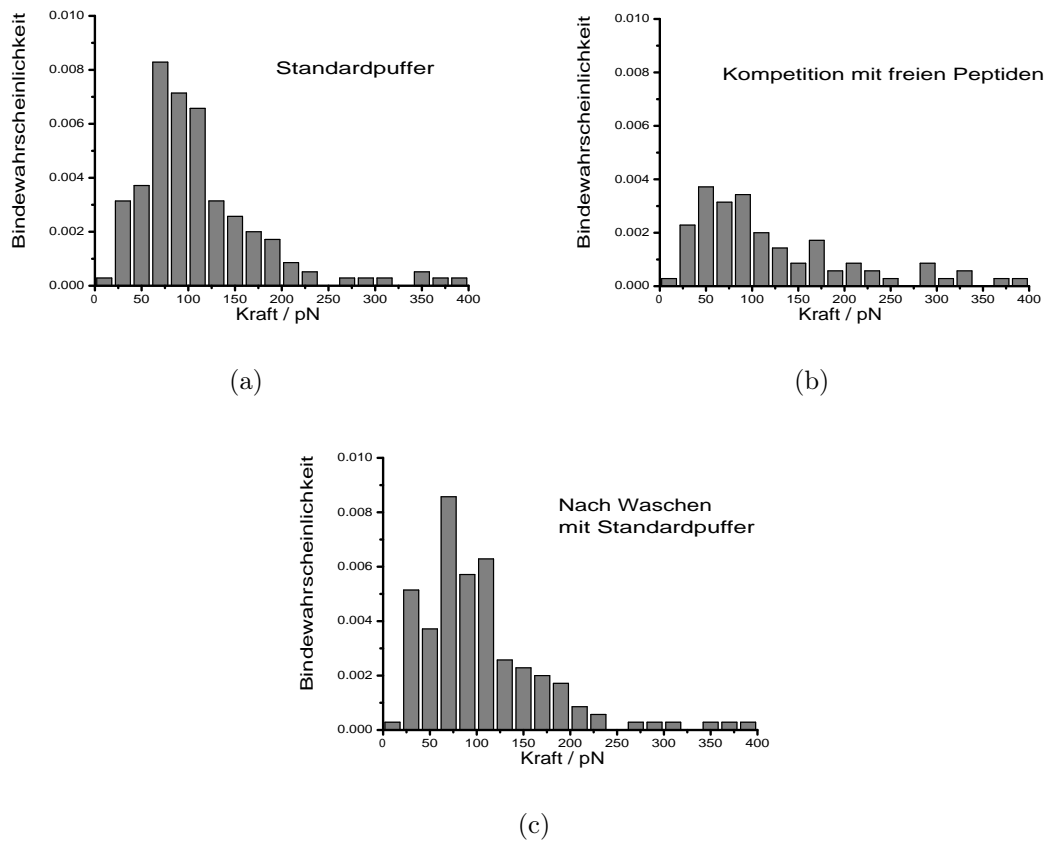 Bindewahrscheinlichkeit
0.010
0.008
0.006
0.004
0.002
0.000
Standardpuffer
0 50 100 150 200 250 300 350 400
Kraft / pN
(a)
Bindewahrscheinlichkeit
0.010
0.008
0.006
0.004
0.002
0.000
Kompetition mit freien Peptiden
0 50 100 150 200 250 300 350 400
Kraft / pN
(b)
Bindewahrscheinlichkeit
0.010
0.008
0.006
0.004
0.002
0.000
Nach Waschen
mit Standardpuffer
0 50 100 150 200 250 300 350 400
Kraft / pN
(c)